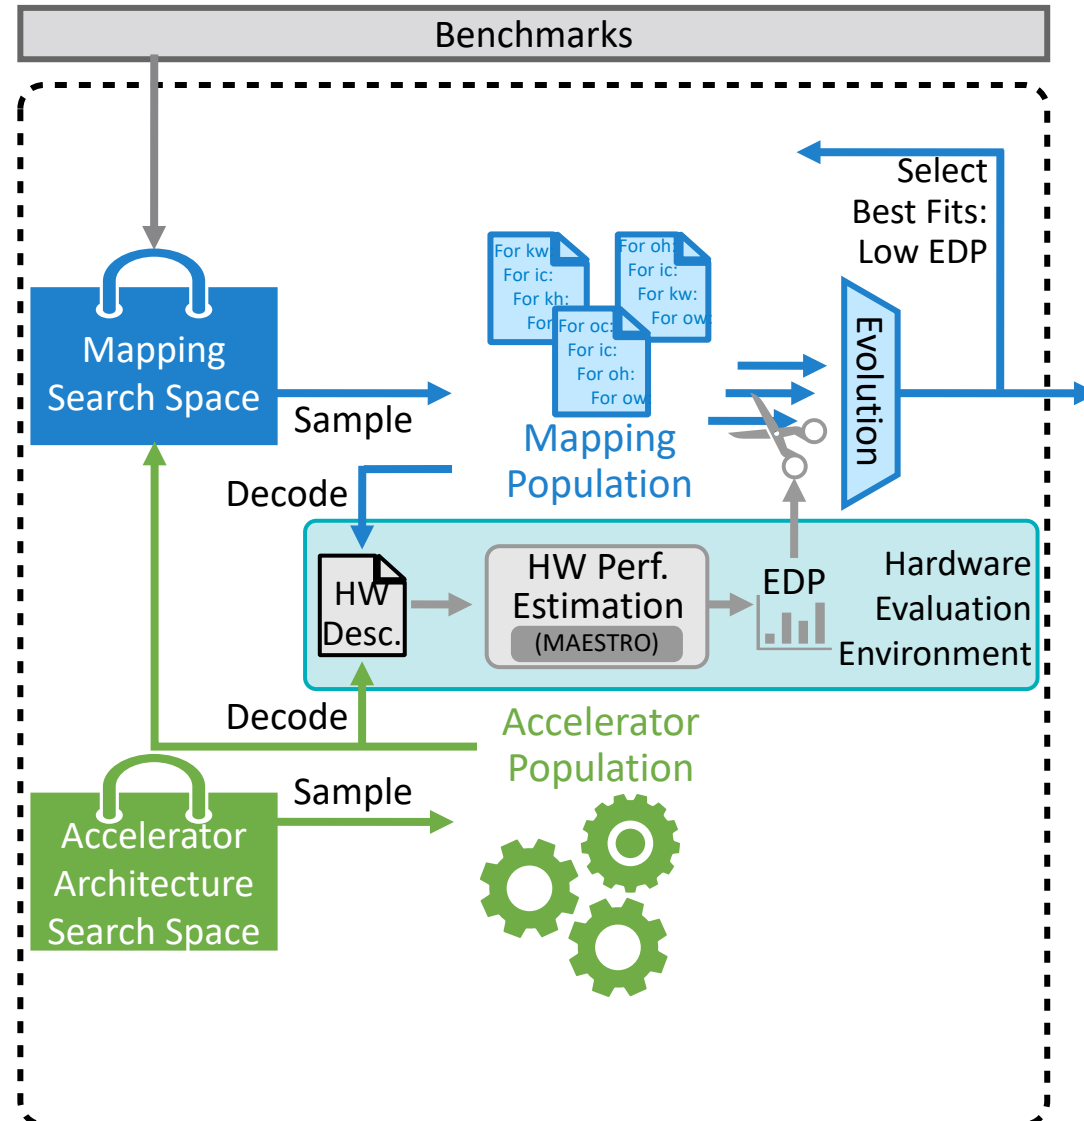 Benchmarks
Select
Best Fits:
Low EDP
For kw:
For ic:
For kh:
For
For oh:
For ic:
For kw:
For ow:
For oc:
For ic:
For oh:
For ow
Mapping
Search Space
Sample
Mapping
Population
Evolution
Decode
HW
Desc.
HW Perf.
Estimation
(MAESTRO)
EDP
Hardware
Evaluation
Environment
Decode
Accelerator
Population
Sample
Accelerator
Architecture
Search Space